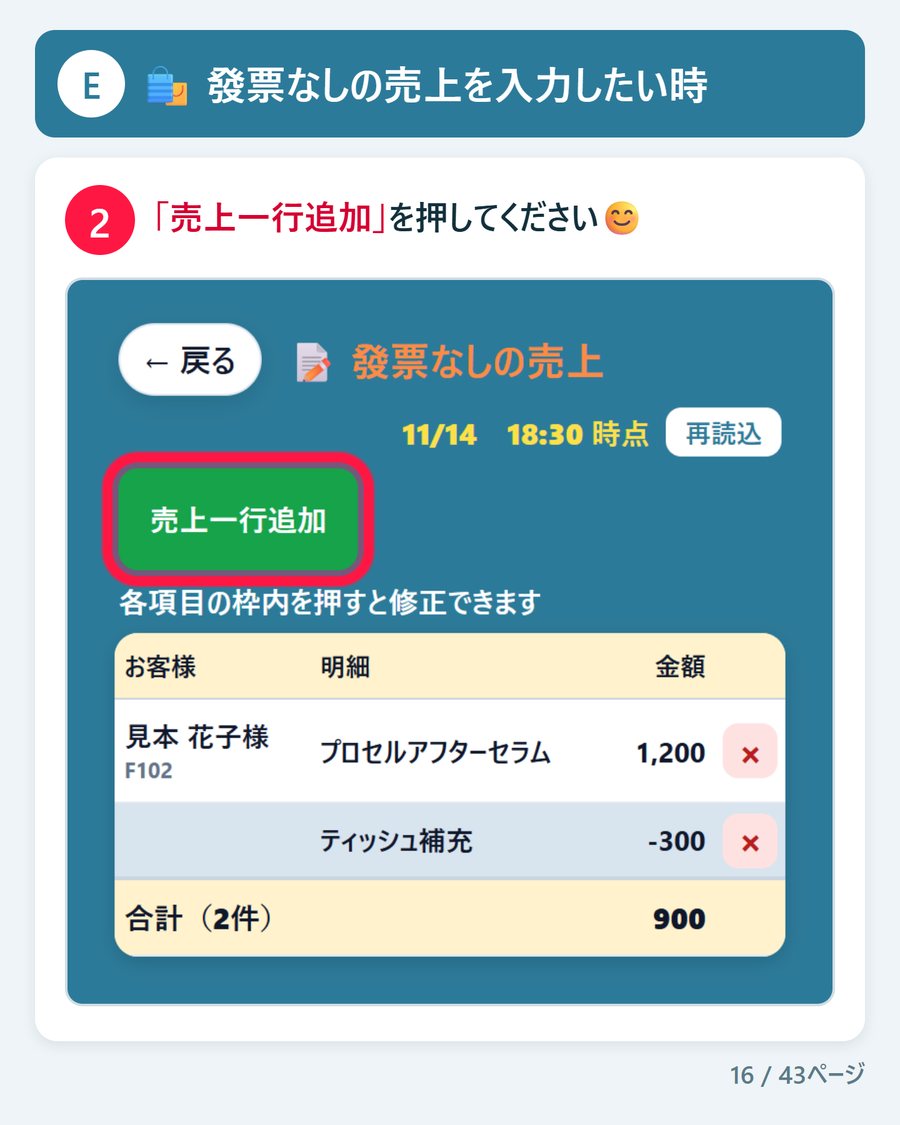 E 🛍️ 發票なしの売上を入力したい時
2 「売上一行追加」を押してください😊
← 戻る 📝 發票なしの売上
11/14 18:30 時点 再読込
売上一行追加
各項目の枠内を押すと修正できます
お客様 明細 金額
見本 花子様 プロセルアフターセラム 1,200 ×
F102
ティッシュ補充 -300 ×
合計（2件） 900
16 / 43ページ